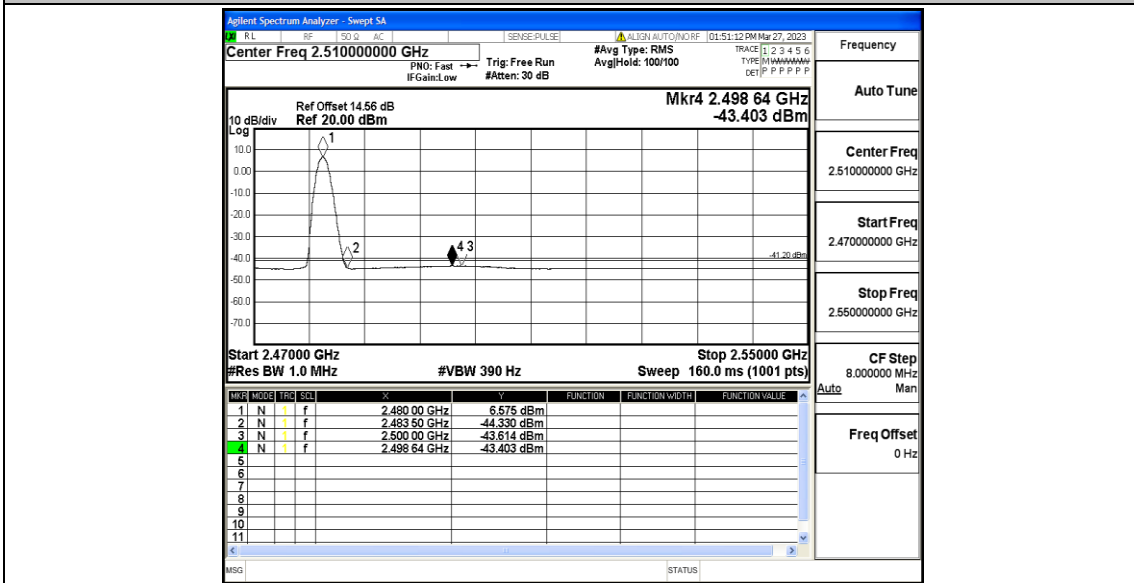 Agilent Spectrum Analyzer - Swept SA
RL RF 50 Ω AC SENSE:PULSE ALIGN AUTO/NO RF 01:51:12 PM Mar 27, 2023
Center Freq 2.510000000 GHz
#Avg Type: RMS
TRACE 1 2 3 4 5 6
PNO: Fast Trig: Free Run Avg|Hold: 100/100
TYPE M W W W W W
IFGain:Low #Atten: 30 dB
DET P P P P P P
Mkr4 2.498 64 GHz
Ref Offset 14.56 dB
10 dB/div Ref 20.00 dBm
-43.403 dBm
Log
10.0
0.00
-10.0
-20.0
-30.0
-40.0
-50.0
-60.0
-70.0
1
2
4 3
-41.20 dBm
Start 2.47000 GHz Stop 2.55000 GHz
#Res BW 1.0 MHz #VBW 390 Hz Sweep 160.0 ms (1001 pts)
MKR MODE TRC SCL X Y FUNCTION FUNCTION WIDTH FUNCTION VALUE
1 N 1 f 2.480 00 GHz 6.575 dBm
2 N 1 f 2.483 50 GHz -44.330 dBm
3 N 1 f 2.500 00 GHz -43.614 dBm
4 N 1 f 2.498 64 GHz -43.403 dBm
5
6
7
8
9
10
11
MSG STATUS
Frequency
Auto Tune
Center Freq
2.510000000 GHz
Start Freq
2.470000000 GHz
Stop Freq
2.550000000 GHz
CF Step
8.000000 MHz
Auto Man
Freq Offset
0 Hz